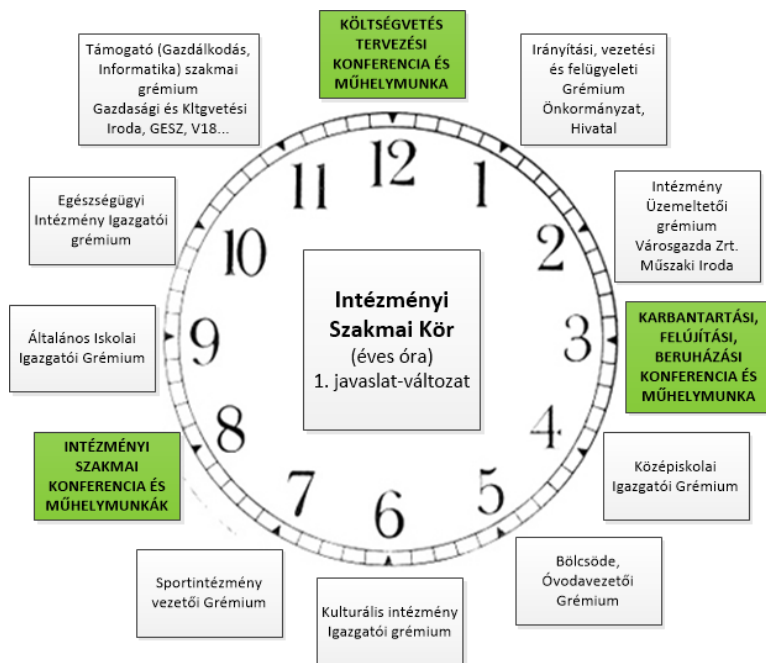 KÖLTSÉGVETÉS
TERVEZÉSI
KONFERENCIA ÉS
MŰHELYMUNKA
Támogató (Gazdálkodás,
Informatika) szakmai
grémium
Gazdasági és Kltgvetési
Iroda, GESZ, V18...
Irányítási, vezetési
és felügyeleti
Grémium
Önkormányzat,
Hivatal
Egészségügyi
Intézmény Igazgatói
grémium
Intézmény
Üzemeltetői
grémium
Városgazda Zrt.
Műszaki Iroda
12
11
1
10
2
9
3
8
4
7
5
6
Intézményi
Szakmai Kör
(éves óra)
1. javaslat-változat
Általános Iskolai
Igazgatói Grémium
KARBANTARTÁSI,
FELÚJÍTÁSI,
BERUHÁZÁSI
KONFERENCIA ÉS
MŰHELYMUNKA
INTÉZMÉNYI
SZAKMAI
KONFERENCIA ÉS
MŰHELYMUNKÁK
Középiskolai
Igazgatói Grémium
Sportintézmény
vezetői Grémium
Kulturális intézmény
Igazgatói grémium
Bölcsöde,
Óvodavezetői
Grémium